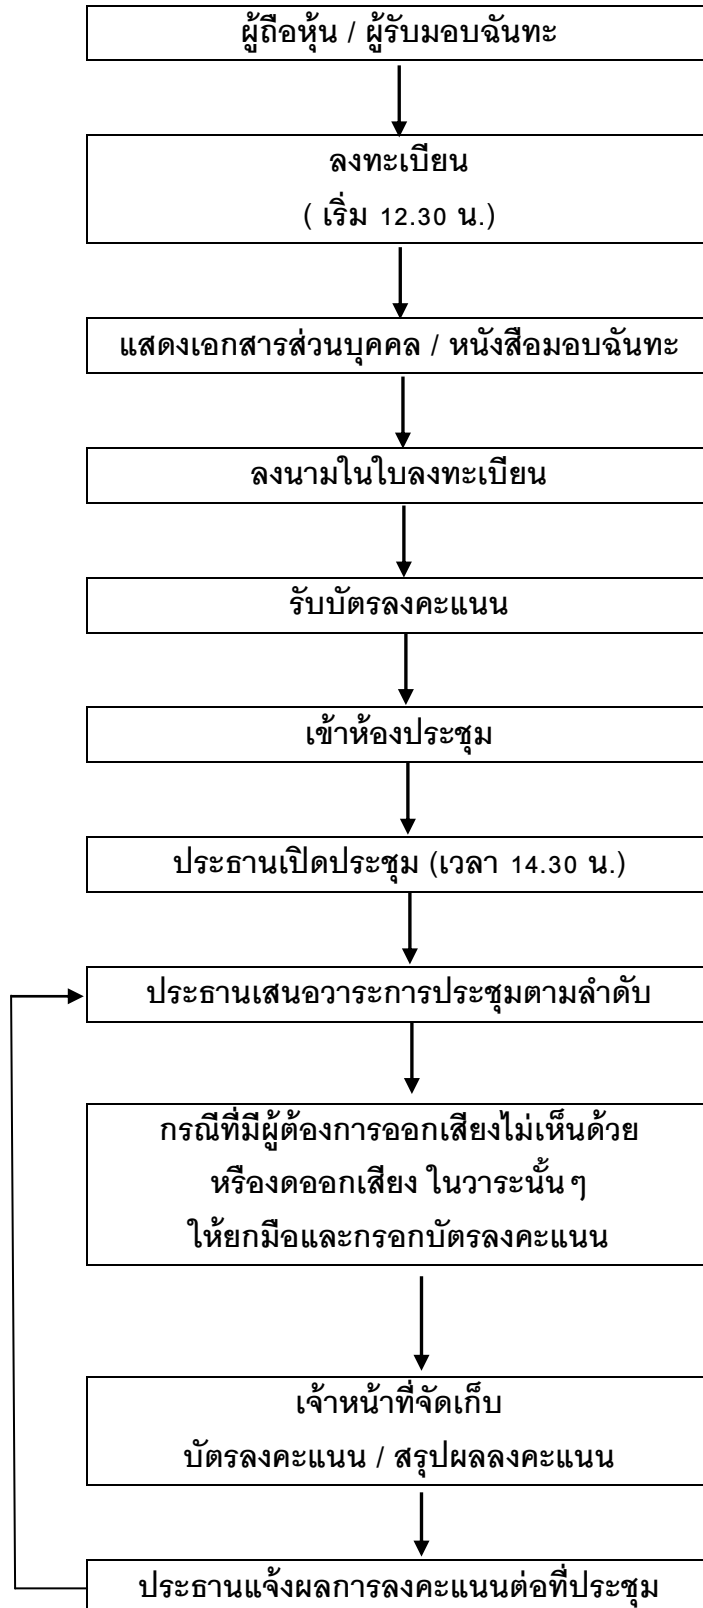 ผู้ถือหุ้น / ผู้รับมอบฉันทะ
ลงทะเบียน
( เริ่ม 12.30 น.)
แสดงเอกสารส่วนบุคคล / หนังสือมอบฉันทะ
ลงนามในใบลงทะเบียน
รับบัตรลงคะแนน
เข้าห้องประชุม
ประธานเปิดประชุม (เวลา 14.30 น.)
ประธานเสนอวาระการประชุมตามลำดับ
กรณีที่มีผู้ต้องการออกเสียงไม่เห็นด้วย
หรืองดออกเสียง ในวาระนั้นๆ
ให้ยกมือและกรอกบัตรลงคะแนน
เจ้าหน้าที่จัดเก็บ
บัตรลงคะแนน / สรุปผลลงคะแนน
ประธานแจ้งผลการลงคะแนนต่อที่ประชุม